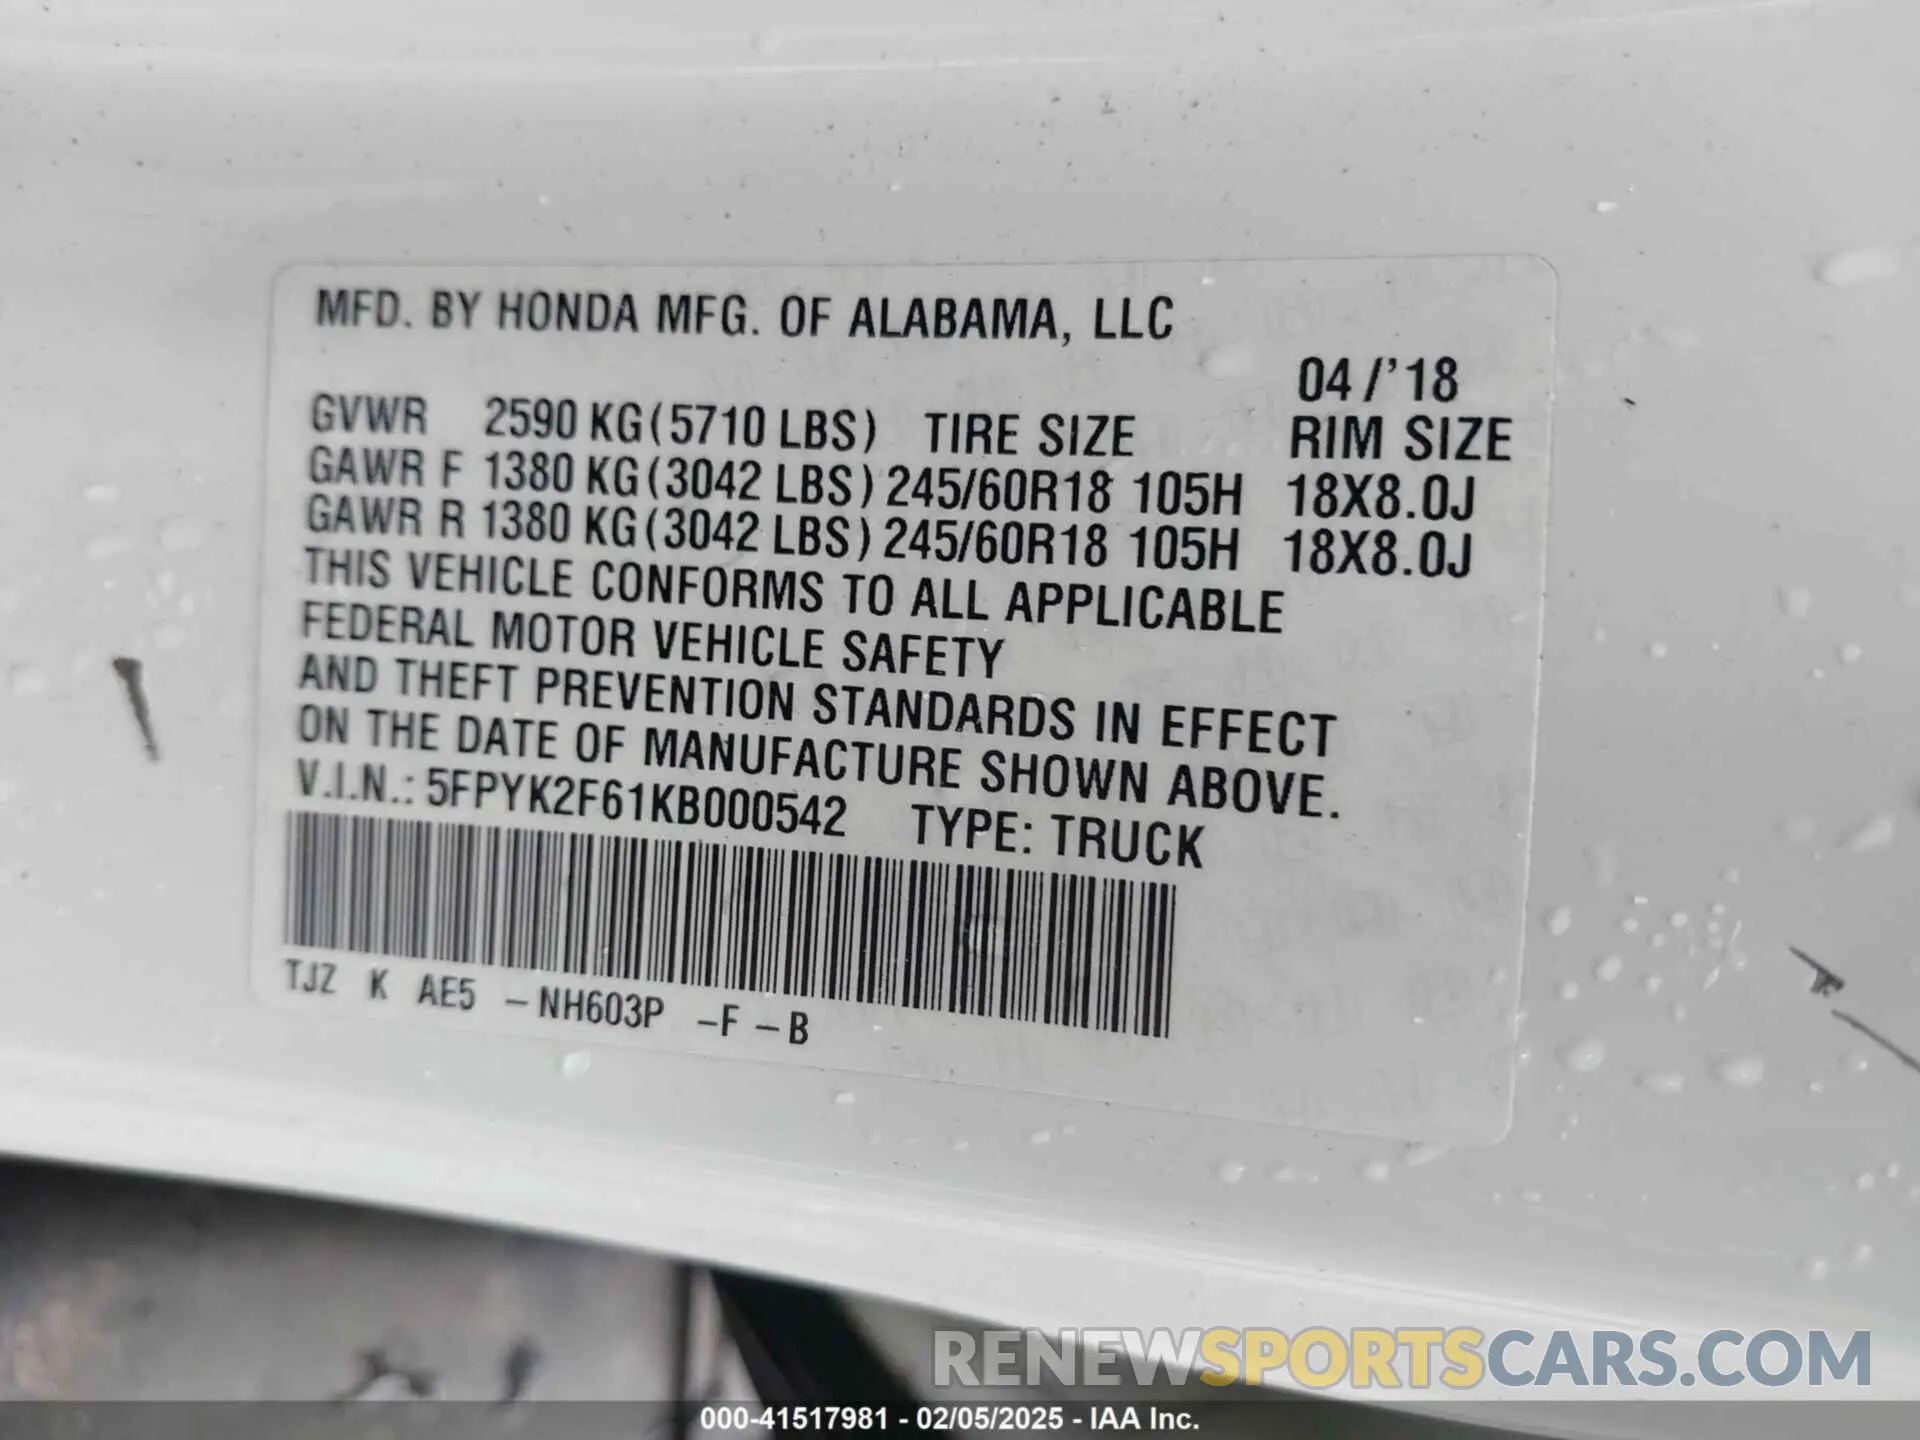 MFD. BY HONDA MFG. OF ALABAMA, LLC
04/'18
GVWR 2590 KG(5710 LBS) TIRE SIZE RIM SIZE
GAWR F 1380 KG(3042 LBS) 245/60R18 105H 18X8.0J
GAWR R 1380 KG(3042 LBS) 245/60R18 105H 18X8.0J
THIS VEHICLE CONFORMS TO ALL APPLICABLE
FEDERAL MOTOR VEHICLE SAFETY
AND THEFT PREVENTION STANDARDS IN EFFECT
ON THE DATE OF MANUFACTURE SHOWN ABOVE.
V.I.N.: 5FPYK2F61KB000542 TYPE: TRUCK
TJZ K AE5 -NH603P -F -B
RENEWSPORTSCARS.COM
000-41517981 - 02/05/2025 - IAA Inc.